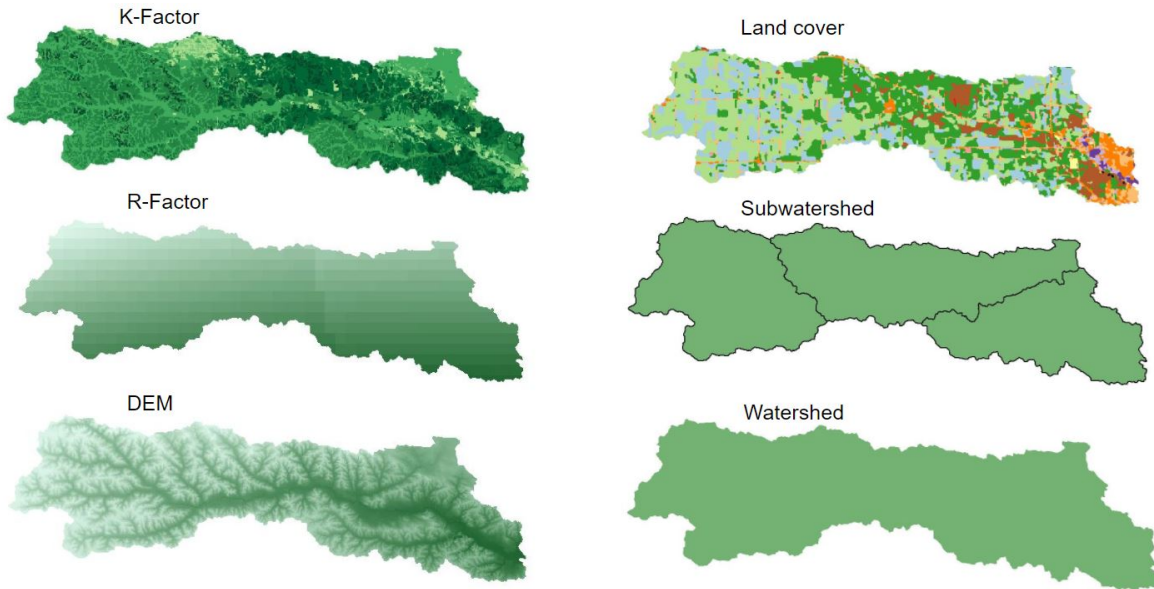 K-Factor
Land cover
R-Factor
Subwatershed
DEM
Watershed